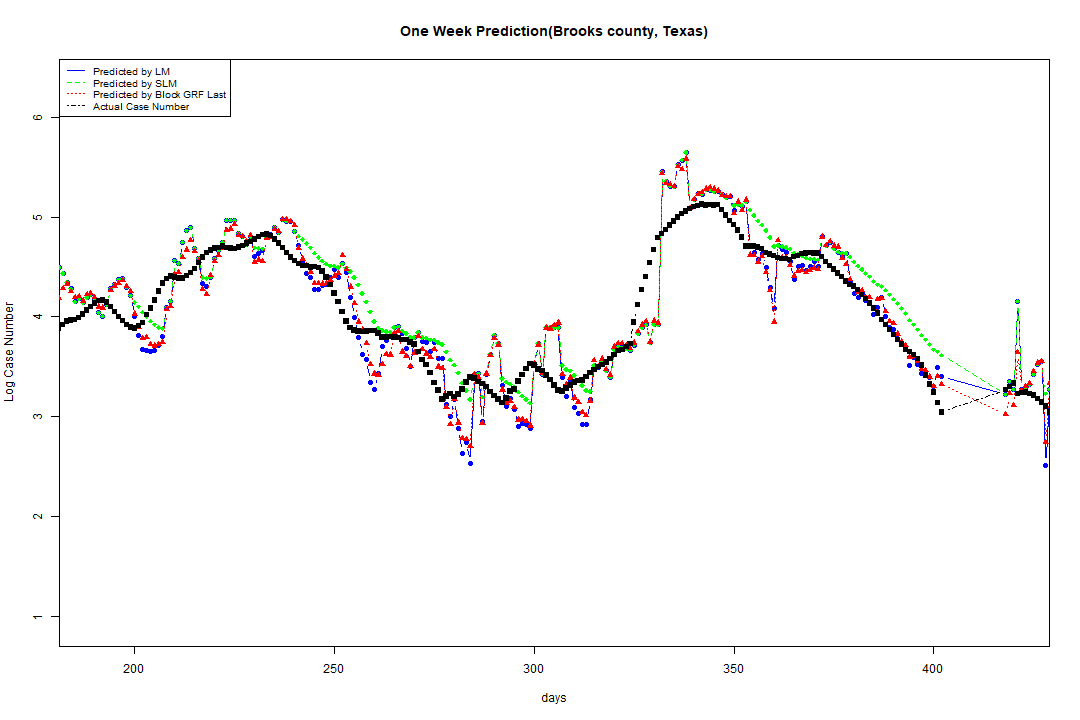 One Week Prediction(Brooks county, Texas)
Predicted by LM
Predicted by SLM
Predicted by Block GRF Last
Actual Case Number
Log Case Number
6
5
4
3
2
1
200 250 300 350 400
days